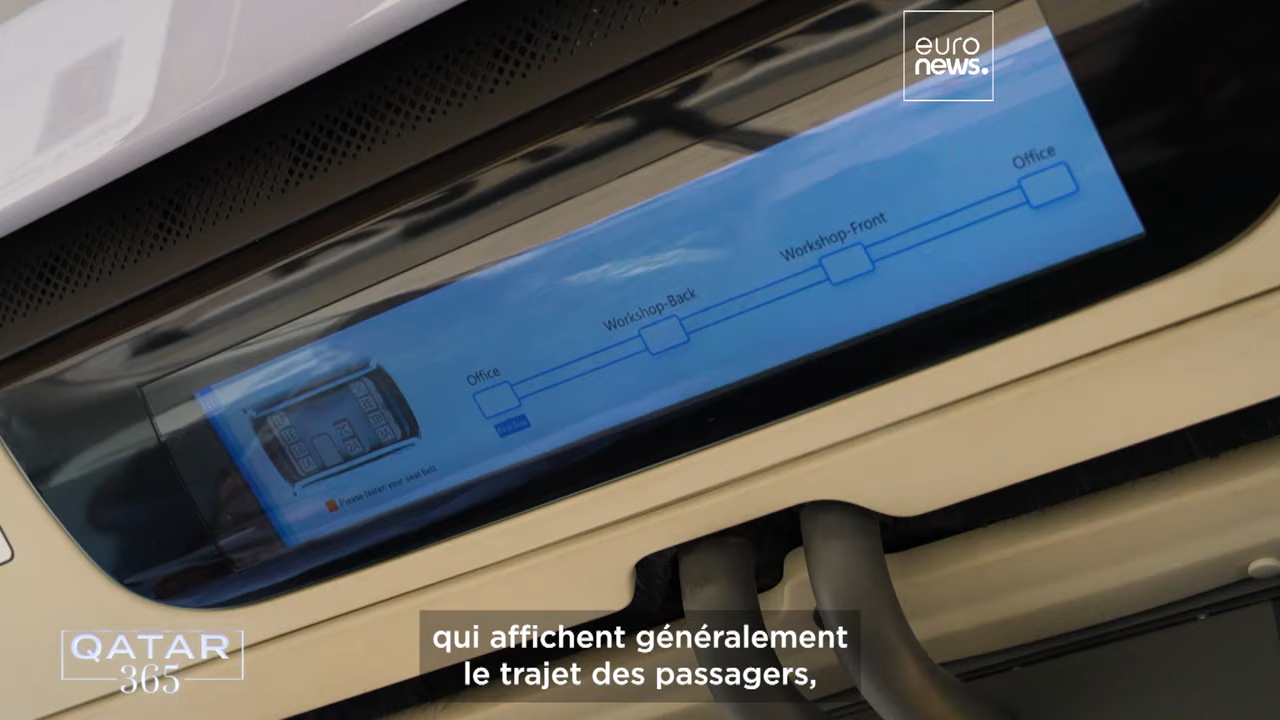 euro
news.
Office
Workshop-Front
Workshop-Back
Office
Please fasten your seat belt
QATAR
365
qui affichent généralement
le trajet des passagers,